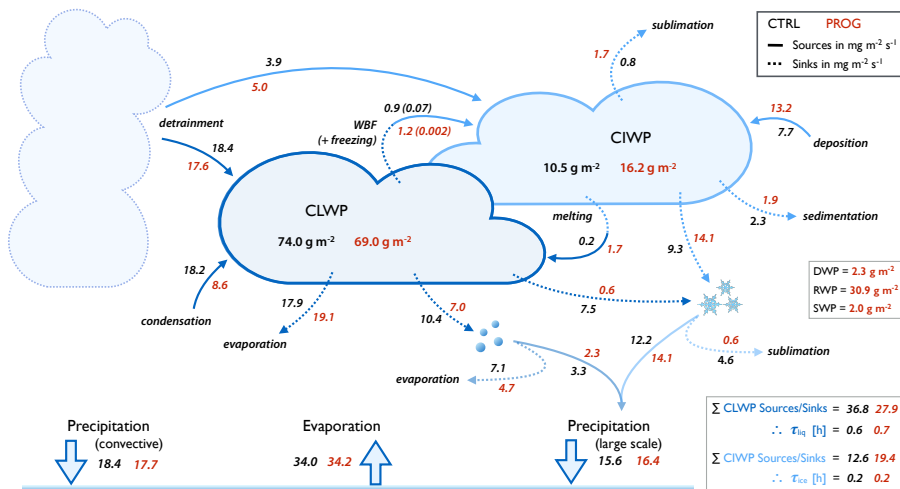 CTRL PROG
Sources in mg m⁻² s⁻¹
Sinks in mg m⁻² s⁻¹
sublimation
1.7
0.8
3.9
5.0
detrainment
18.4
17.6
WBF
(+ freezing)
0.9 (0.07)
1.2 (0.002)
CIWP
10.5 g m⁻² 16.2 g m⁻²
13.2
7.7
deposition
CLWP
74.0 g m⁻² 69.0 g m⁻²
melting
0.2
1.7
9.3
14.1
1.9
2.3
sedimentation
18.2
8.6
condensation
17.9
19.1
evaporation
10.4
7.0
0.6
7.5
DWP = 2.3 g m⁻²
RWP = 30.9 g m⁻²
SWP = 2.0 g m⁻²
7.1
4.7
evaporation
2.3
3.3
12.2
14.1
0.6
4.6
sublimation
Precipitation
(convective)
18.4 17.7
Evaporation
34.0 34.2
Precipitation
(large scale)
15.6 16.4
∑ CLWP Sources/Sinks = 36.8 27.9
∴ τliq [h] = 0.6 0.7
∑ CIWP Sources/Sinks = 12.6 19.4
∴ τice [h] = 0.2 0.2